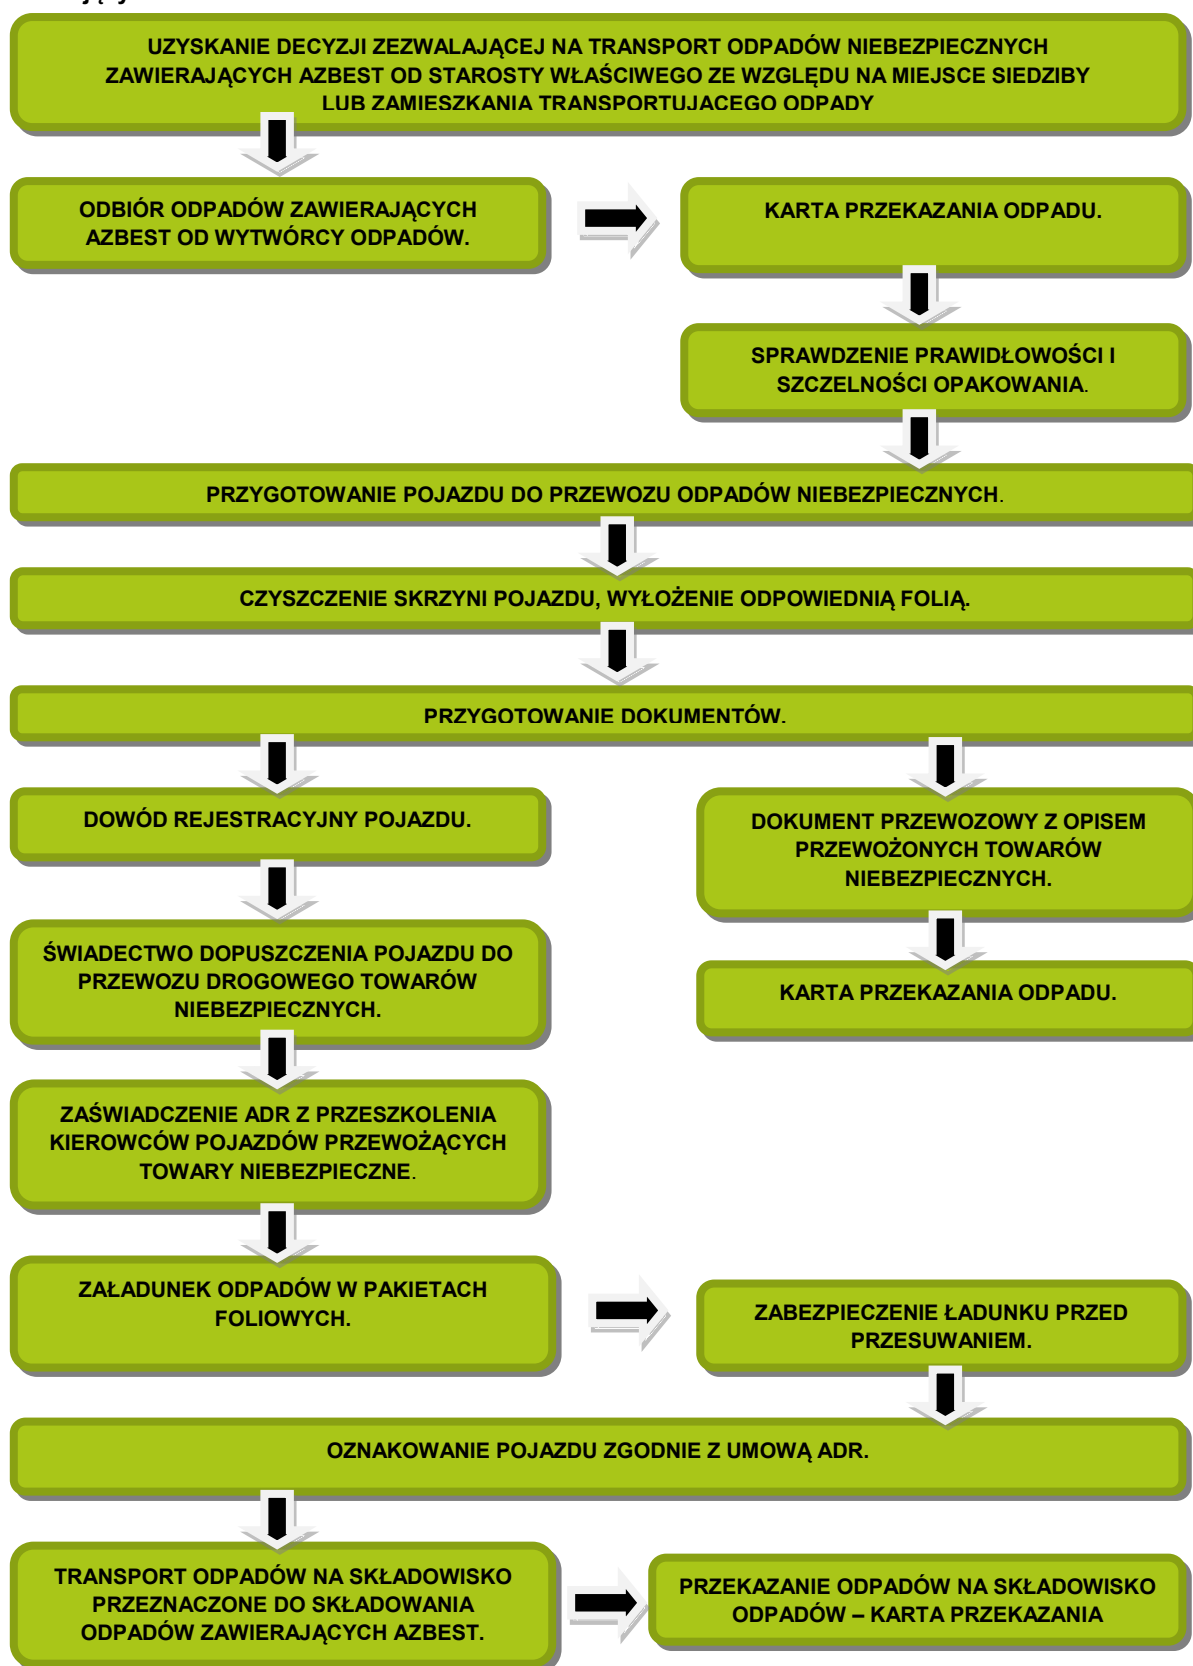 UZYSKANIE DECYZJI ZEZWALAJĄCEJ NA TRANSPORT ODPADÓW NIEBEZPIECZNYCH
ZAWIERAJĄCYCH AZBEST OD STAROSTY WŁAŚCIWEGO ZE WZGLĘDU NA MIEJSCE SIEDZIBY
LUB ZAMIESZKANIA TRANSPORTUJACEGO ODPADY
ODBIÓR ODPADÓW ZAWIERAJĄCYCH
AZBEST OD WYTWÓRCY ODPADÓW.
KARTA PRZEKAZANIA ODPADU.
SPRAWDZENIE PRAWIDŁOWOŚCI I
SZCZELNOŚCI OPAKOWANIA.
PRZYGOTOWANIE POJAZDU DO PRZEWOZU ODPADÓW NIEBEZPIECZNYCH.
CZYSZCZENIE SKRZYNI POJAZDU, WYŁOŻENIE ODPOWIEDNIĄ FOLIĄ.
PRZYGOTOWANIE DOKUMENTÓW.
DOWÓD REJESTRACYJNY POJAZDU.
DOKUMENT PRZEWOZOWY Z OPISEM
PRZEWOŻONYCH TOWARÓW
NIEBEZPIECZNYCH.
ŚWIADECTWO DOPUSZCZENIA POJAZDU DO
PRZEWOZU DROGOWEGO TOWARÓW
NIEBEZPIECZNYCH.
KARTA PRZEKAZANIA ODPADU.
ZAŚWIADCZENIE ADR Z PRZESZKOLENIA
KIEROWCÓW POJAZDÓW PRZEWOŻĄCYCH
TOWARY NIEBEZPIECZNE.
ZAŁADUNEK ODPADÓW W PAKIETACH
FOLIOWYCH.
ZABEZPIECZENIE ŁADUNKU PRZED
PRZESUWANIEM.
OZNAKOWANIE POJAZDU ZGODNIE Z UMOWĄ ADR.
TRANSPORT ODPADÓW NA SKŁADOWISKO
PRZEZNACZONE DO SKŁADOWANIA
ODPADÓW ZAWIERAJĄCYCH AZBEST.
PRZEKAZANIE ODPADÓW NA SKŁADOWISKO
ODPADÓW – KARTA PRZEKAZANIA